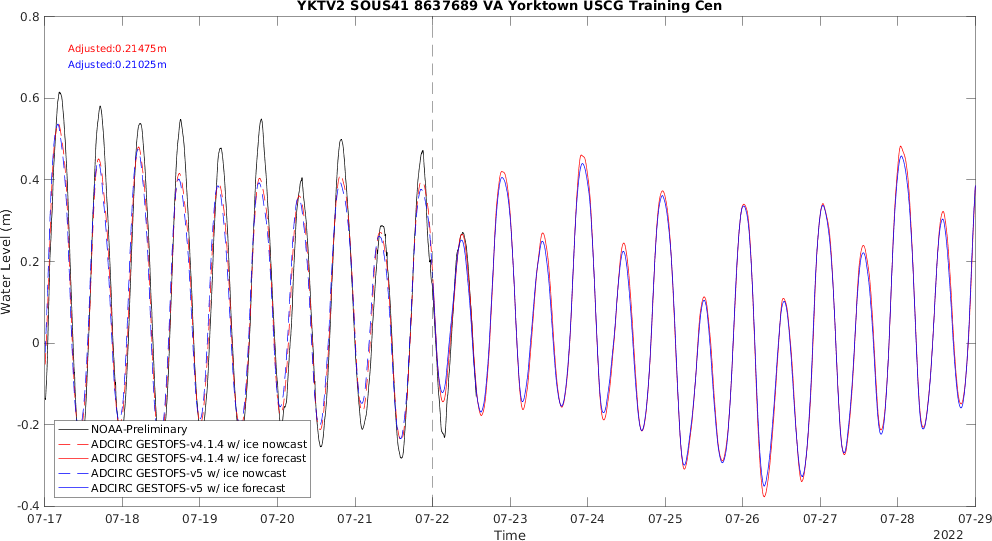 YKTV2 SOUS41 8637689 VA Yorktown USCG Training Cen
Adjusted:0.21475m
Adjusted:0.21025m
Water Level (m)
0.8
0.6
0.4
0.2
0
-0.2
-0.4
NOAA-Preliminary
ADCIRC GESTOFS-v4.1.4 w/ ice nowcast
ADCIRC GESTOFS-v4.1.4 w/ ice forecast
ADCIRC GESTOFS-v5 w/ ice nowcast
ADCIRC GESTOFS-v5 w/ ice forecast
07-17 07-18 07-19 07-20 07-21 07-22 07-23 07-24 07-25 07-26 07-27 07-28 07-29
Time
2022